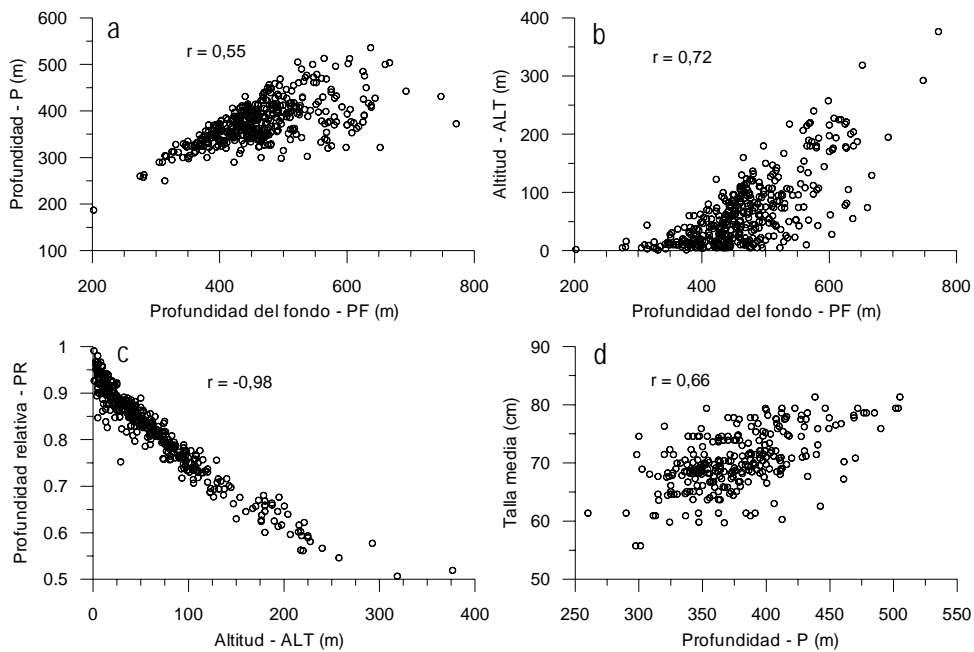 a
r = 0,55
600
500
400
300
200
100
Profundidad - P (m)
200
400
600
800
Profundidad del fondo - PF (m)
b
r = 0,72
400
300
200
100
0
Altitud - ALT (m)
200
400
600
800
Profundidad del fondo - PF (m)
c
r = -0,98
1
0.9
0.8
0.7
0.6
0.5
Profundidad relativa - PR
0
100
200
300
400
Altitud - ALT (m)
d
r = 0,66
90
80
70
60
50
Talla media (cm)
250
300
350
400
450
500
550
Profundidad - P (m)